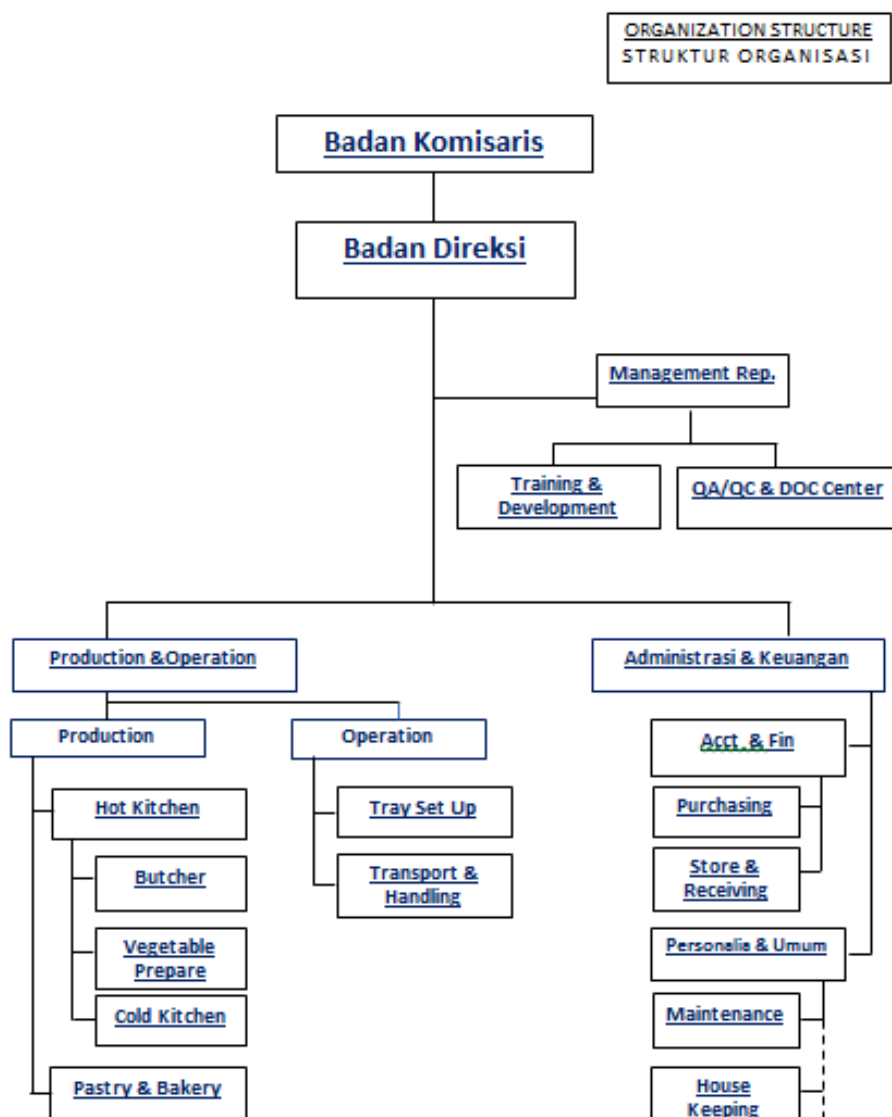 ORGANIZATION STRUCTURE
STRUKTUR ORGANISASI
Badan Komisaris
Badan Direksi
Management Rep.
Training &
Development
QA/QC & DOC Center
Production &Operation
Administrasi & Keuangan
Production
Operation
Acct. & Fin
Hot Kitchen
Tray Set Up
Purchasing
Butcher
Transport &
Handling
Store &
Receiving
Vegetable
Prepare
Personalia & Umum
Cold Kitchen
Maintenance
Pastry & Bakery
House
Keeping